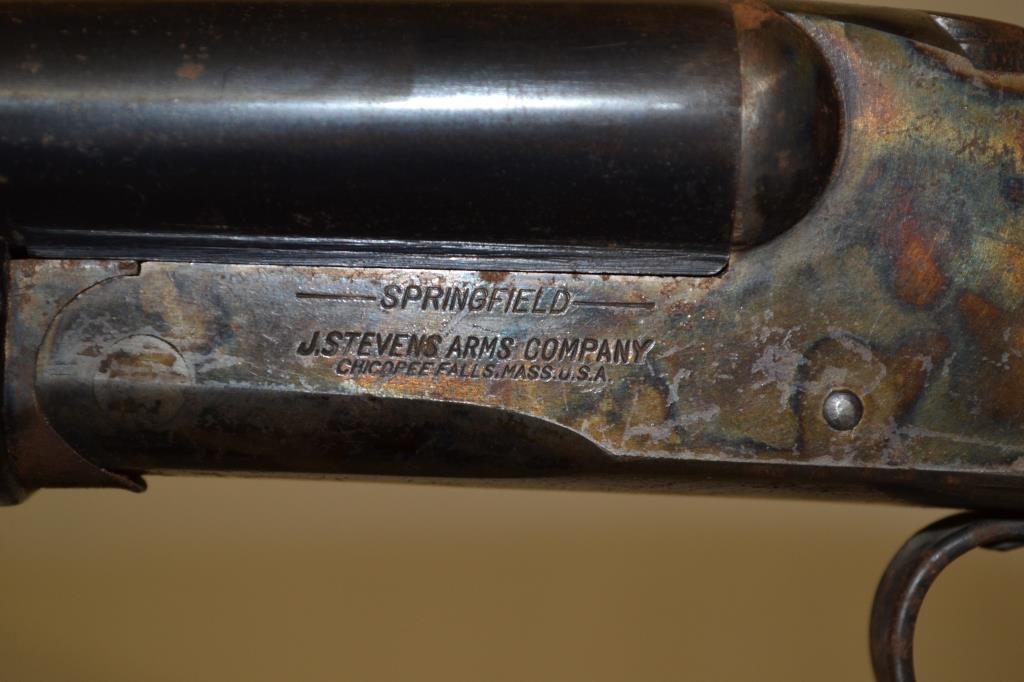 SPRINGFIELD
J. STEVENS ARMS COMPANY
CHICOPEE FALLS, MASS. U.S.A.